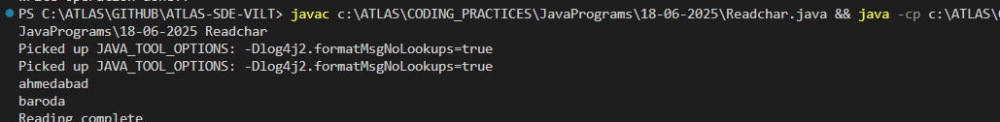 PS C:\ATLAS\GITHUB\ATLAS-SDE-VILT> javac c:\ATLAS\CODING_PRACTICES\JavaPrograms\18-06-2025\Readchar.java && java -cp c:\ATLAS\
JavaPrograms\18-06-2025 Readchar
Picked up JAVA_TOOL_OPTIONS: -Dlog4j2.formatMsgNoLookups=true
Picked up JAVA_TOOL_OPTIONS: -Dlog4j2.formatMsgNoLookups=true
ahmedabad
baroda
Reading complete